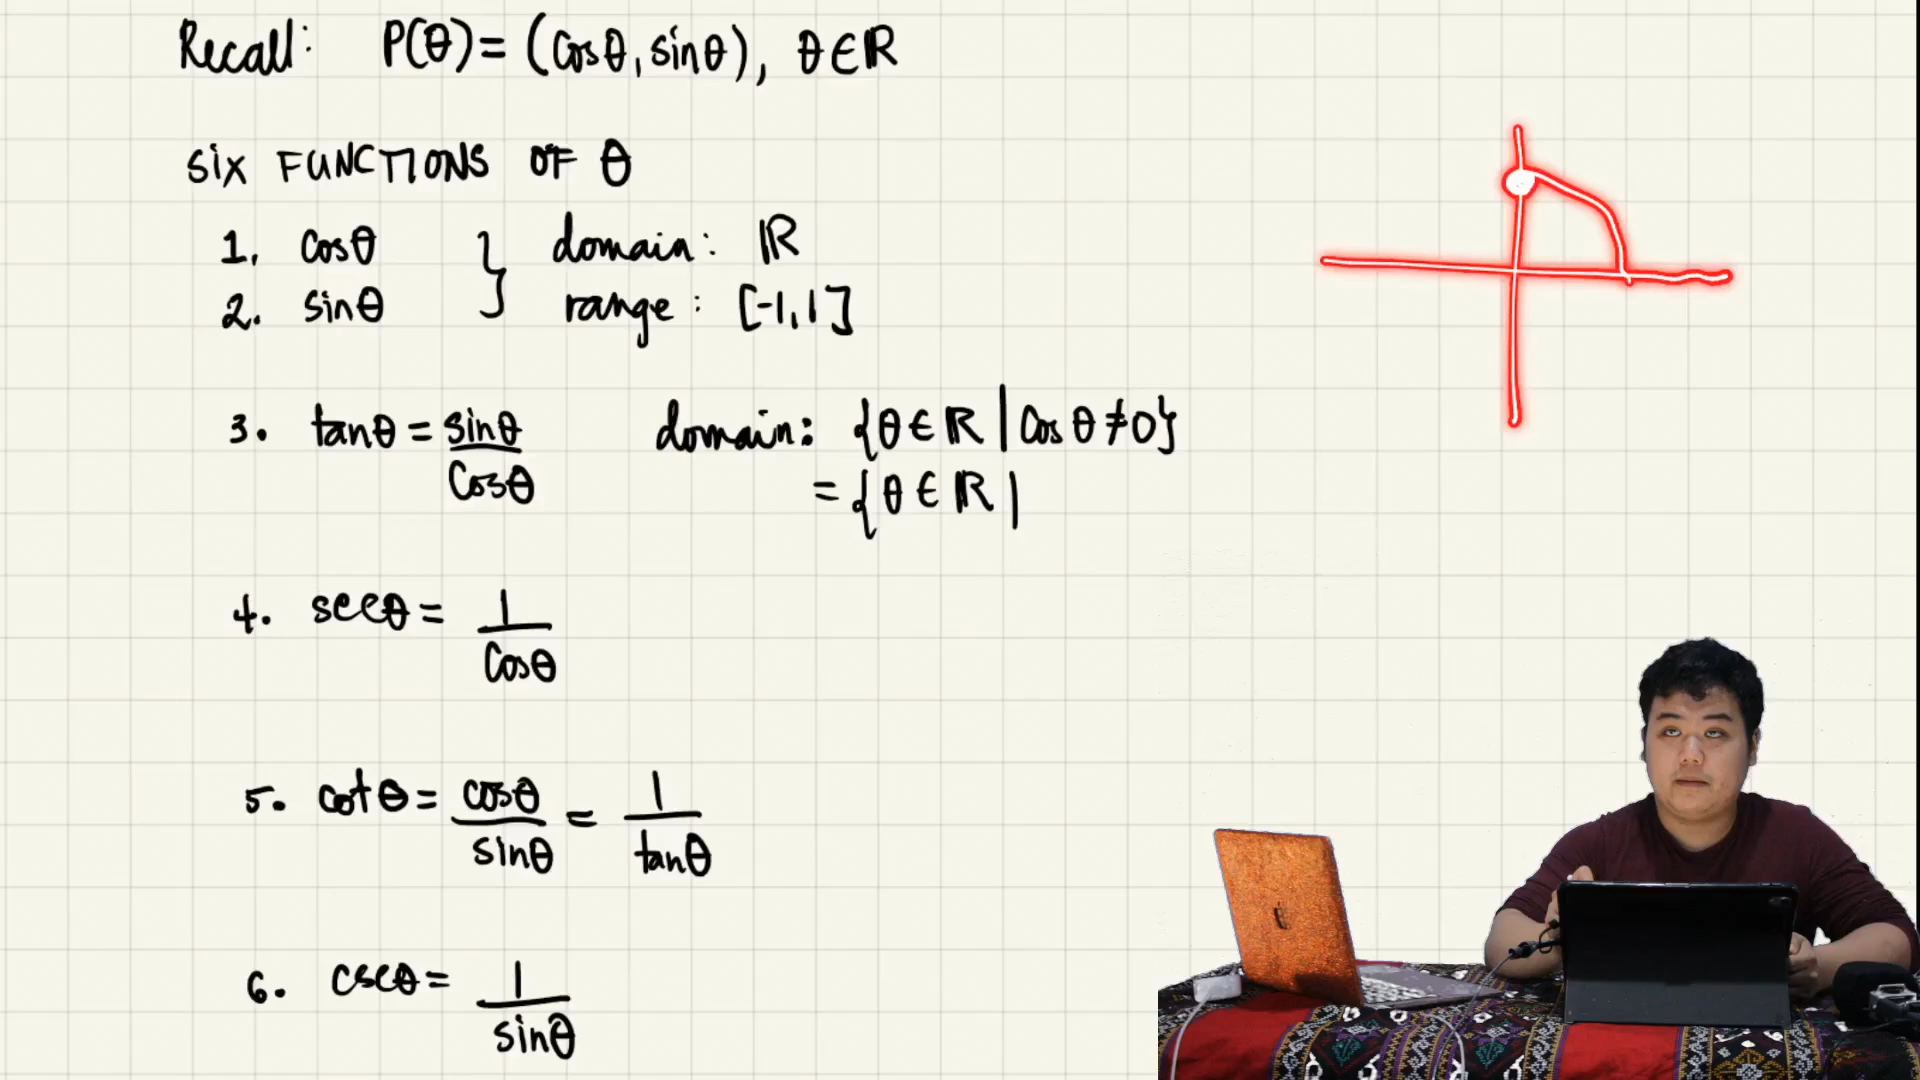 Recall: P(θ) = (cosθ, sinθ), θ∈ℝ
SIX FUNCTIONS OF θ
1. cosθ } domain: ℝ
2. sinθ range: [-1,1]
3. tanθ = sinθ/cosθ domain: {θ∈ℝ | cosθ≠0}
= {θ∈ℝ |
4. secθ = 1/cosθ
5. cotθ = cosθ/sinθ = 1/tanθ
6. cscθ = 1/sinθ